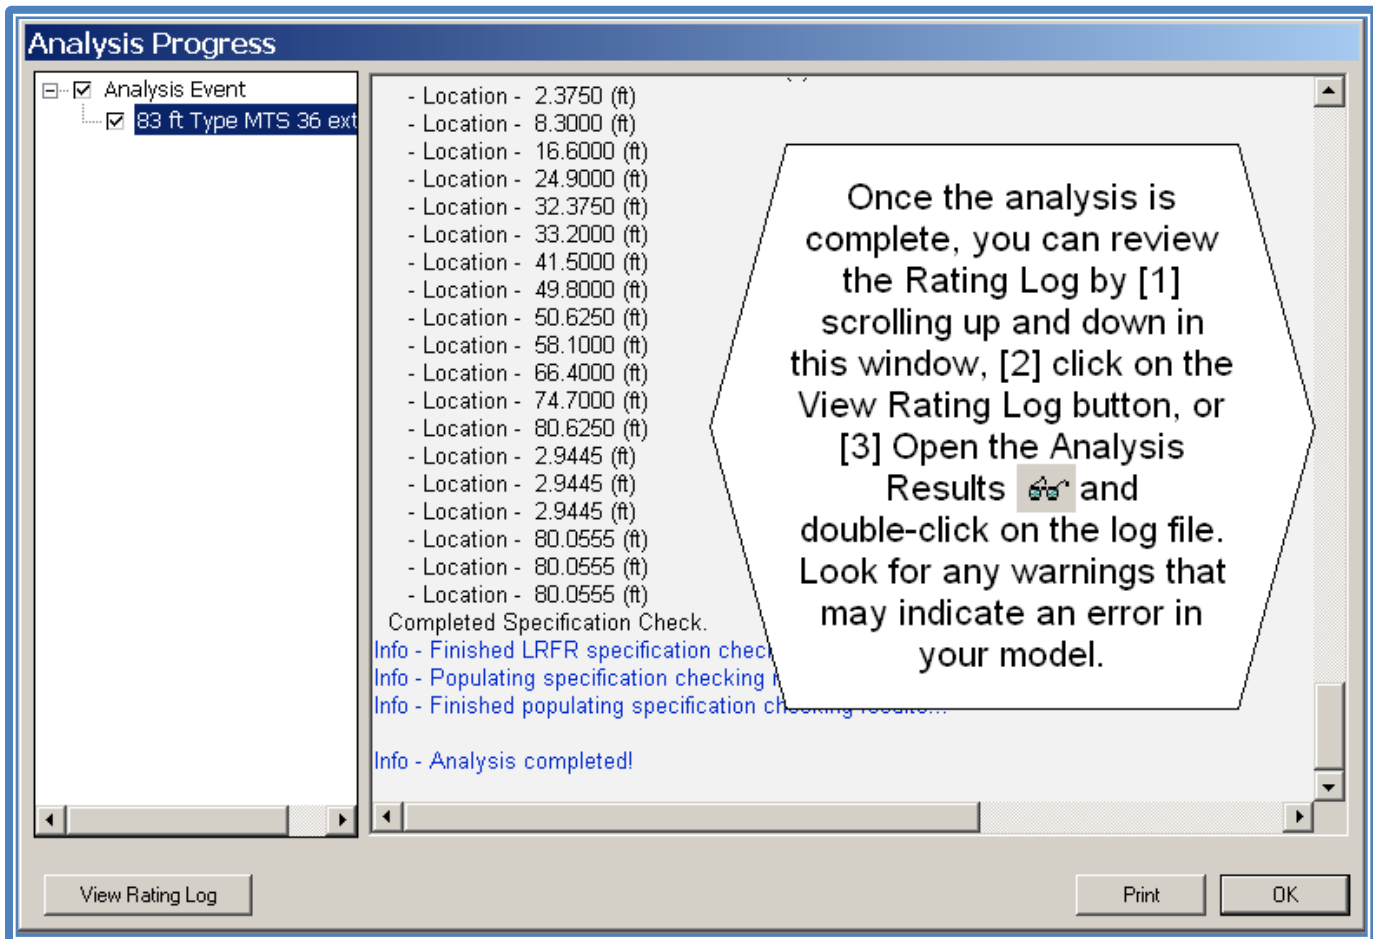 Analysis Progress
Analysis Event
83 ft Type MTS 36 ext
- Location - 2.3750 (ft)
- Location - 8.3000 (ft)
- Location - 16.6000 (ft)
- Location - 24.9000 (ft)
- Location - 32.3750 (ft)
- Location - 33.2000 (ft)
- Location - 41.5000 (ft)
- Location - 49.8000 (ft)
- Location - 50.6250 (ft)
- Location - 58.1000 (ft)
- Location - 66.4000 (ft)
- Location - 74.7000 (ft)
- Location - 80.6250 (ft)
- Location - 2.9445 (ft)
- Location - 2.9445 (ft)
- Location - 2.9445 (ft)
- Location - 80.0555 (ft)
- Location - 80.0555 (ft)
- Location - 80.0555 (ft)
Completed Specification Check.
Info - Finished LRFR specification
Info - Populating specification checking
Info - Finished populating specification checking results...
Info - Analysis completed!
Once the analysis is
complete, you can review
the Rating Log by [1]
scrolling up and down in
this window, [2] click on the
View Rating Log button, or
[3] Open the Analysis
Results and
double-click on the log file.
Look for any warnings that
may indicate an error in
your model.
View Rating Log
Print
OK